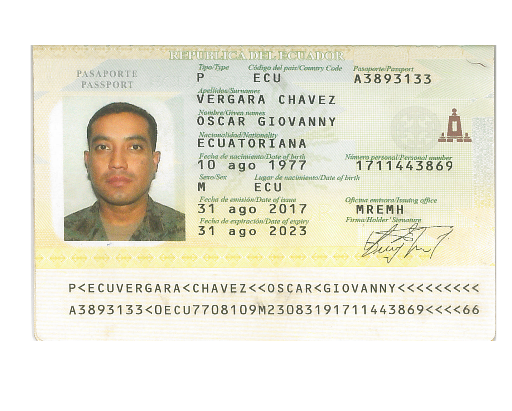 REPÚBLICA DEL ECUADOR
PASAPORTE
PASSPORT
Tipo/Type Código del país/Country Code Pasaporte/Passport
P ECU A3893133
Apellidos/Surnames
VERGARA CHAVEZ
Nombres/Given names
OSCAR GIOVANNY
Nacionalidad/Nationality
ECUATORIANA
Fecha de nacimiento/Date of birth Número personal/Personal number
10 ago 1977 1711443869
Sexo/Sex Lugar de nacimiento/Date of birth
M ECU
Fecha de emisión/Date of issue Oficina emisora/Issuing office
31 ago 2017 MREMH
Fecha de expiración/Date of expiry Firma/Holder' Signature
31 ago 2023
P<ECUVERGARA<CHAVEZ<<OSCAR<GIOVANNY<<<<<<<<<
A3893133<0ECU7708109M23083191711443869<<<<66